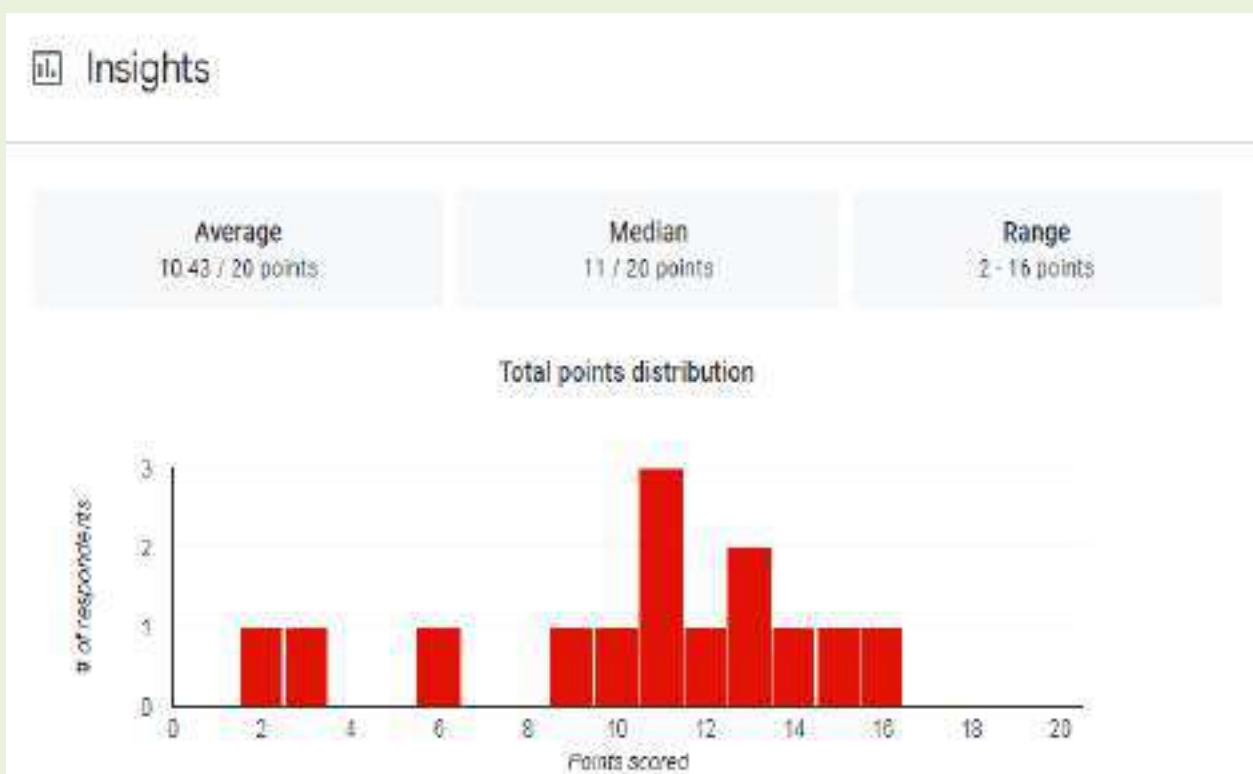 Insights
Average
10.43 / 20 points
Median
11 / 20 points
Range
2 - 16 points
Total points distribution
# of respondents
3
2
1
0
0 2 4 6 8 10 12 14 16 18 20
Points scored